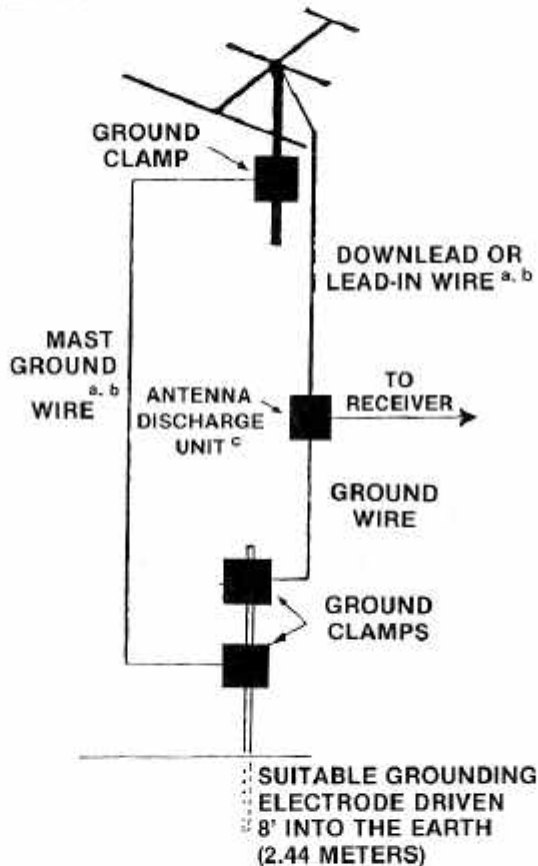 GROUND
CLAMP
DOWNLEAD OR
LEAD-IN WIRE a, b
MAST
GROUND
a, b
WIRE
ANTENNA
DISCHARGE
UNIT c
TO
RECEIVER
GROUND
WIRE
GROUND
CLAMPS
SUITABLE GROUNDING
ELECTRODE DRIVEN
8' INTO THE EARTH
(2.44 METERS)